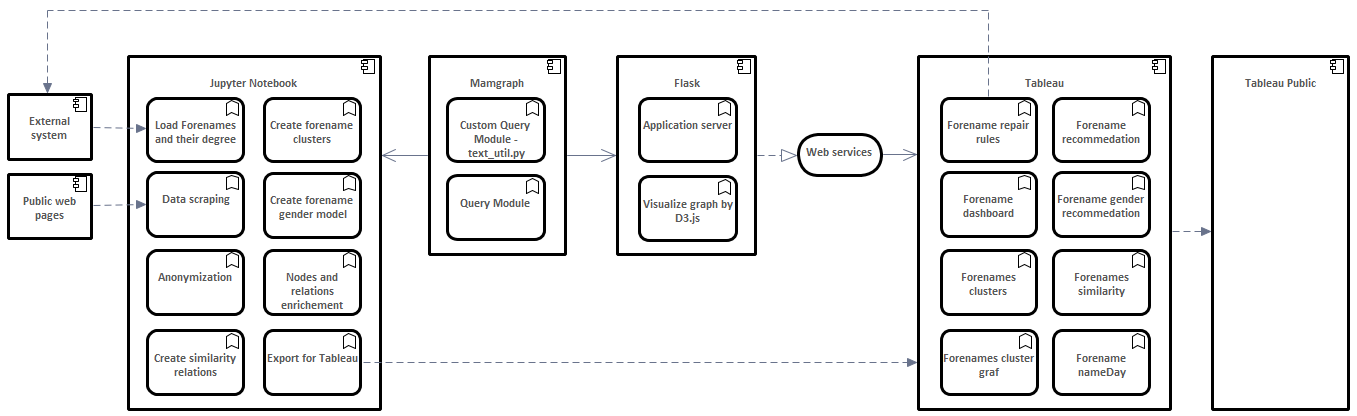 External
system
Public web
pages
Jupyter Notebook
Load Forenames
and their degree
Create forename
clusters
Data scraping
Create forename
gender model
Anonymization
Nodes and
relations
enrichement
Create similarity
relations
Export for Tableau
Mamgraph
Custom Query
Module -
text_util.py
Query Module
Flask
Application server
Visualize graph by
D3.js
Web services
Tableau
Forename repair
rules
Forename
recommedation
Forename
dashboard
Forename gender
recommedation
Forenames
clusters
Forenames
similarity
Forenames cluster
graf
Forename
nameDay
Tableau Public